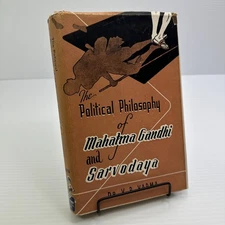 The
Political Philosophy
of
Mahatma Gandhi
and
Sarvodaya